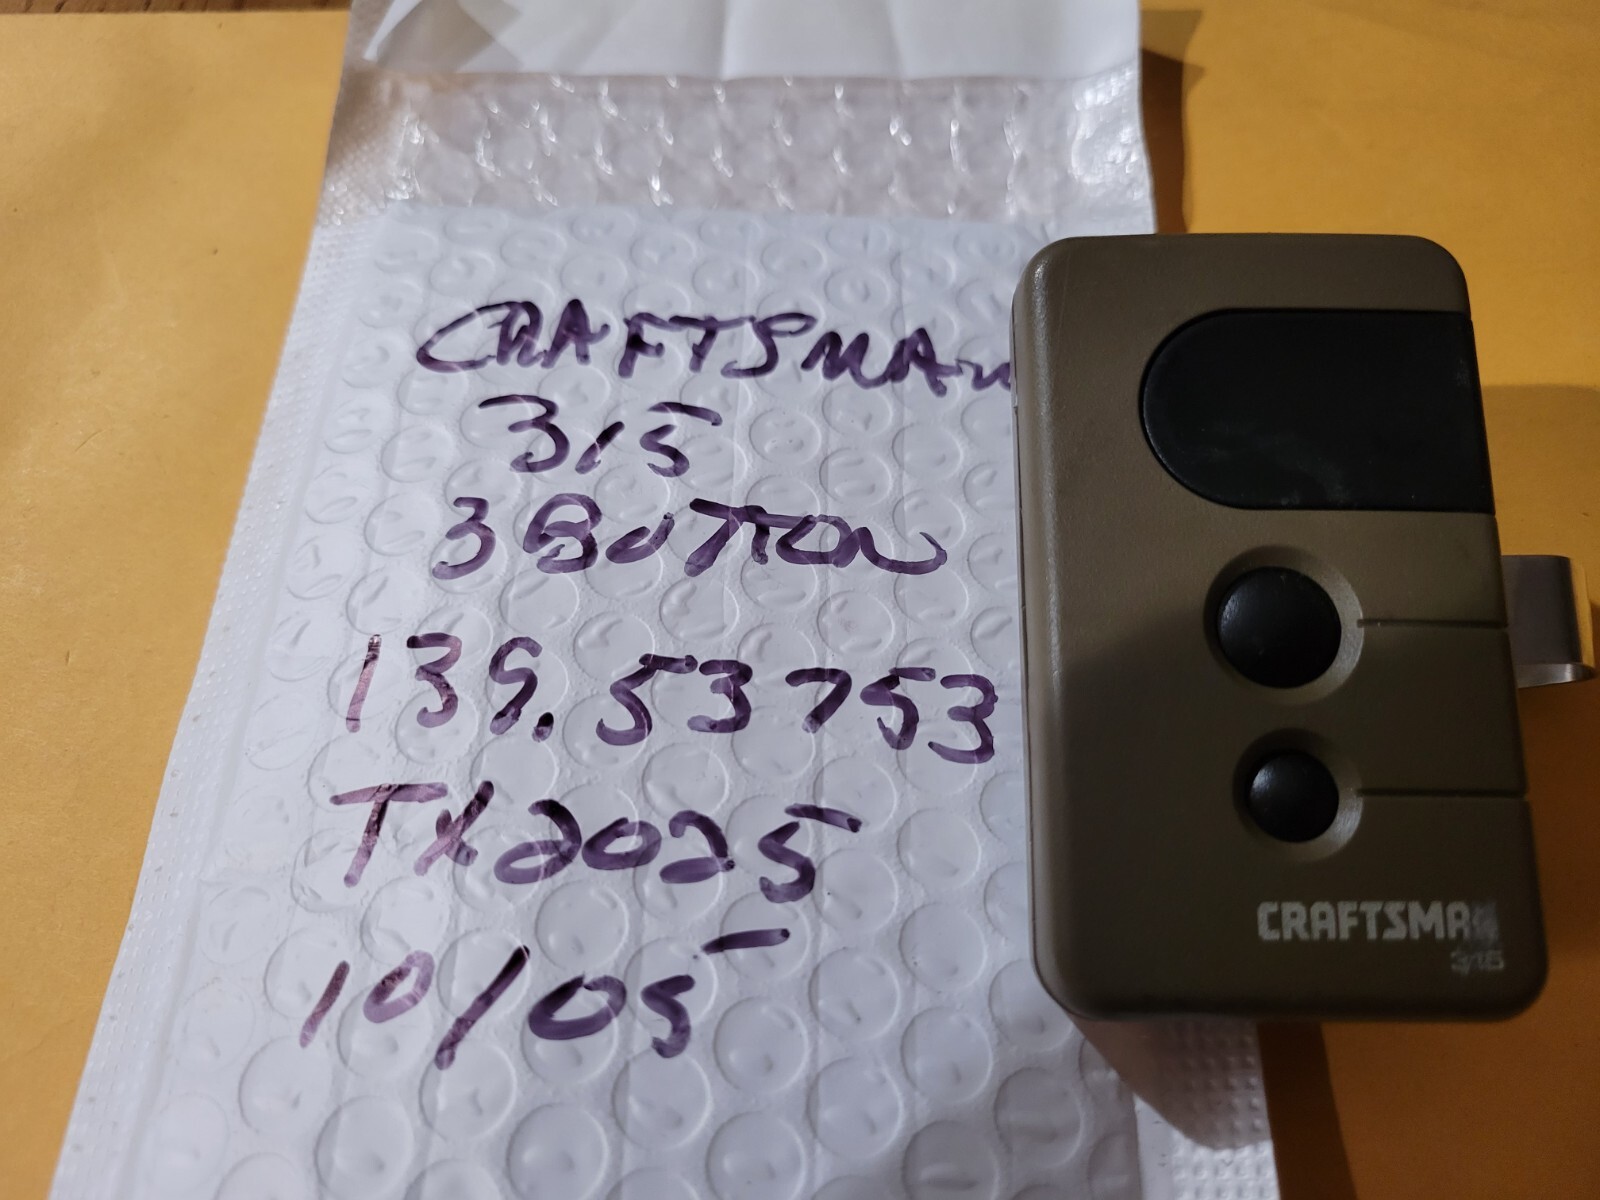 CRAFTSMAN
315
3 BUTTON
139.53753
TX2025
10/05
CRAFTSMAN
315